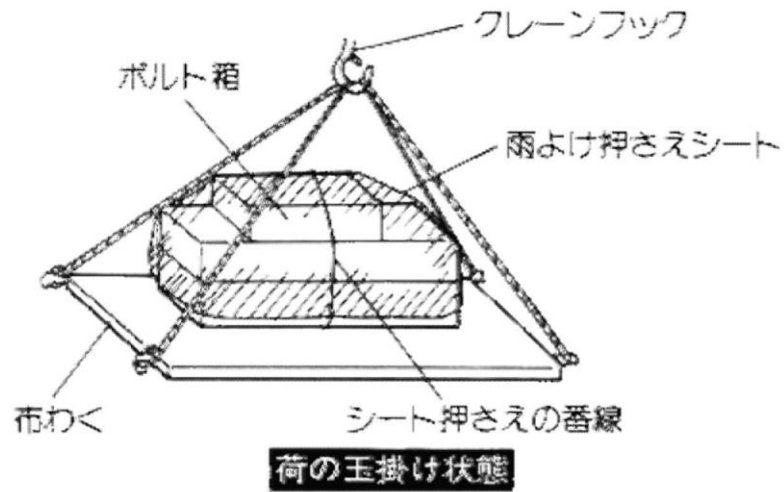 クレーンフック
ボルト箱
雨よけ押さえシート
布わく
シート押さえの番線
荷の玉掛け状態